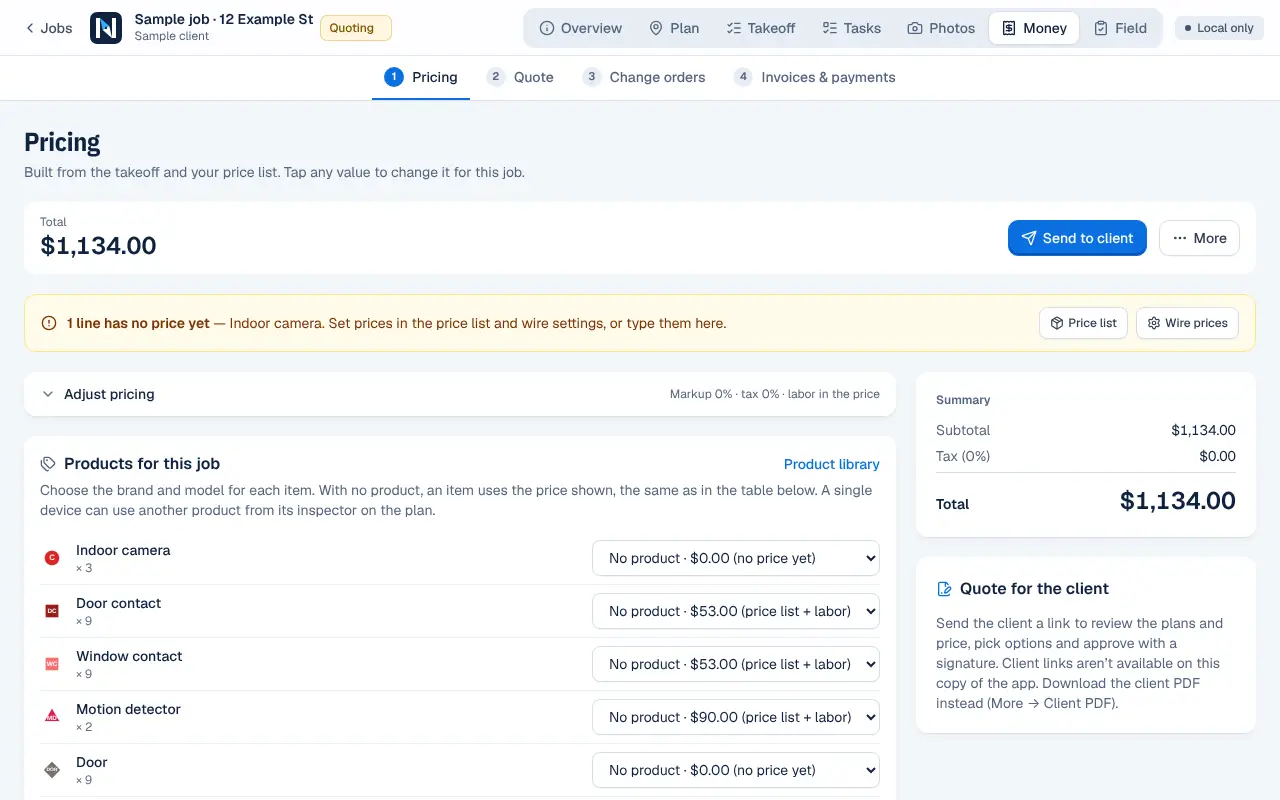 Jobs
Sample job · 12 Example St
Sample client
Quoting
Overview
Plan
Takeoff
Tasks
Photos
Money
Field
Local only
1 Pricing
2 Quote
3 Change orders
4 Invoices & payments
Pricing
Built from the takeoff and your price list. Tap any value to change it for this job.
Total
$1,134.00
Send to client
More
1 line has no price yet — Indoor camera. Set prices in the price list and wire settings, or type them here.
Price list
Wire prices
Adjust pricing
Markup 0% · tax 0% · labor in the price
Products for this job
Product library
Choose the brand and model for each item. With no product, an item uses the price shown, the same as in the table below. A single
device can use another product from its inspector on the plan.
C
Indoor camera
× 3
No product · $0.00 (no price yet)
DC
Door contact
× 9
No product · $53.00 (price list + labor)
WC
Window contact
× 9
No product · $53.00 (price list + labor)
MD
Motion detector
× 2
No product · $90.00 (price list + labor)
Door
× 9
No product · $0.00 (no price yet)
Summary
Subtotal
$1,134.00
Tax (0%)
$0.00
Total
$1,134.00
Quote for the client
Send the client a link to review the plans and
price, pick options and approve with a
signature. Client links aren’t available on this
copy of the app. Download the client PDF
instead (More → Client PDF).